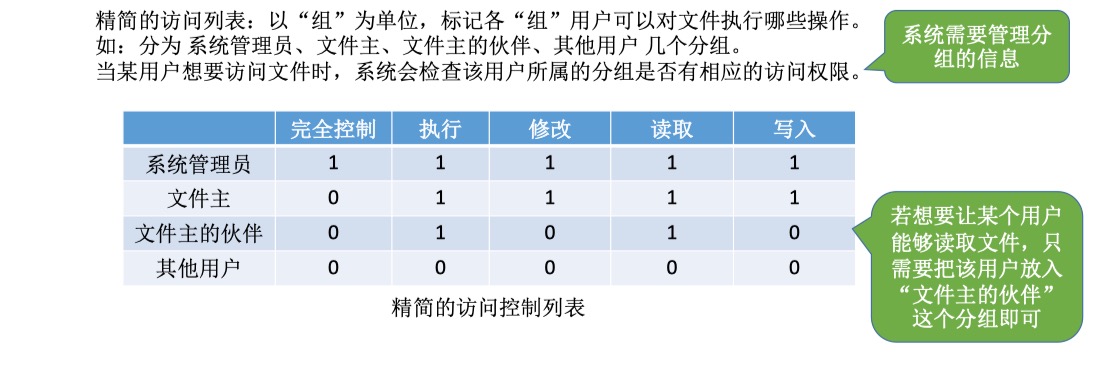 精简的访问列表：以“组”为单位，标记各“组”用户可以对文件执行哪些操作。
如：分为 系统管理员、文件主、文件主的伙伴、其他用户 几个分组。
当某用户想要访问文件时，系统会检查该用户所属的分组是否有相应的访问权限。
系统需要管理分
组的信息
完全控制 执行 修改 读取 写入
系统管理员 1 1 1 1 1
文件主 0 1 1 1 1
文件主的伙伴 0 1 0 1 0
其他用户 0 0 0 0 0
精简的访问控制列表
若想要让某个用户
能够读取文件，只
需要把该用户放入
“文件主的伙伴”
这个分组即可